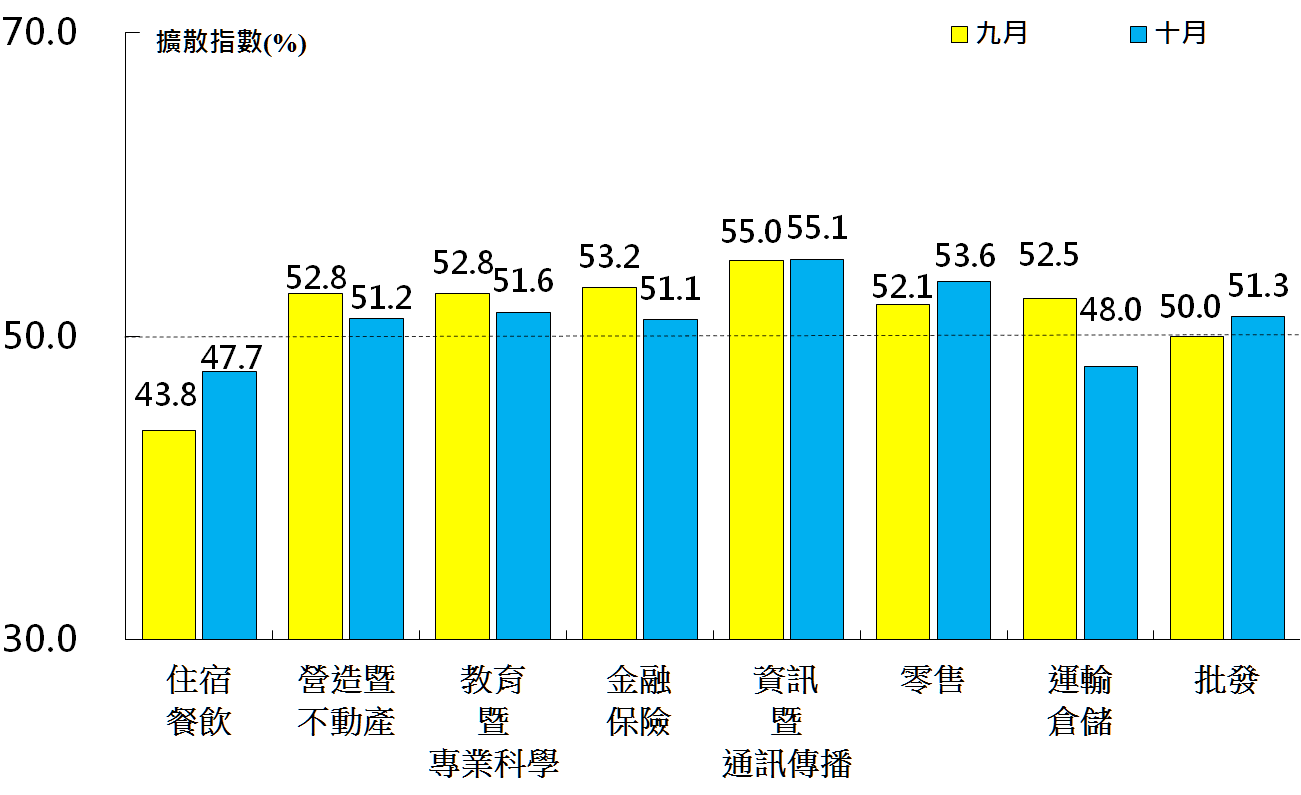 70.0
擴散指數(%)
九月
十月
50.0
30.0
43.8
47.7
52.8
51.2
52.8
51.6
53.2
51.1
55.0
55.1
52.1
53.6
52.5
48.0
50.0
51.3
住宿
餐飲
營造暨
不動產
教育
暨
專業科學
金融
保險
資訊
暨
通訊傳播
零售
運輸
倉儲
批發